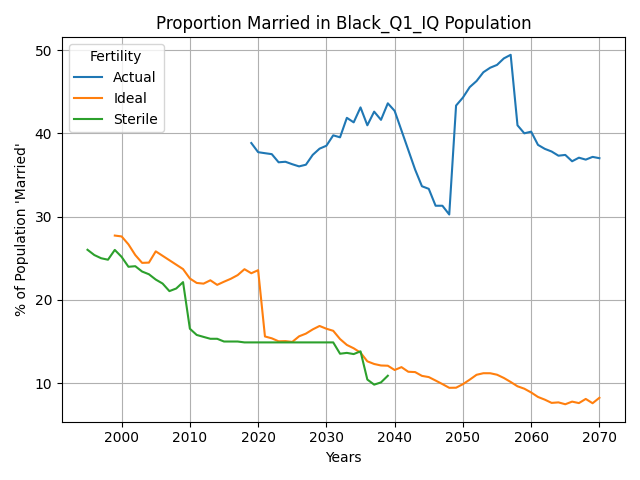 Proportion Married in Black_Q1_IQ Population
% of Population 'Married'
50
40
30
20
10
Fertility
Actual
Ideal
Sterile
2000
2010
2020
2030
2040
2050
2060
2070
Years